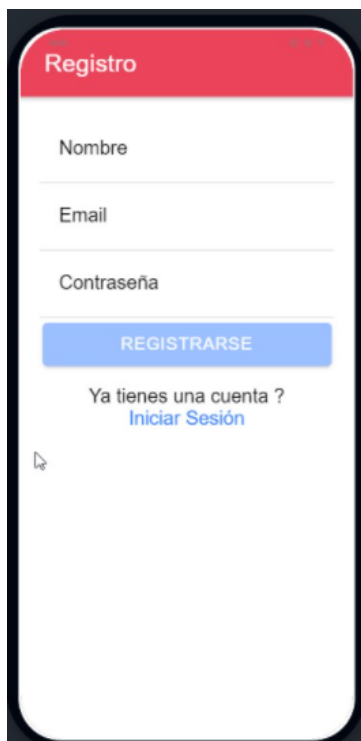 Registro
Nombre
Email
Contraseña
REGISTRARSE
Ya tienes una cuenta ?
Iniciar Sesión